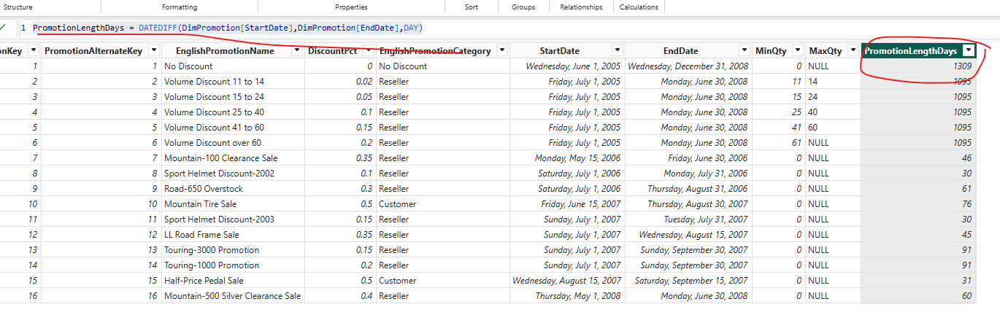 Structure Formatting Properties Sort Groups Relationships Calculations
1 PromotionLengthDays = DATEDIFF(DimPromotion[StartDate],DimPromotion[EndDate],DAY)
onKey PromotionAlternateKey EnglishPromotionName DiscountPct EnglishPromotionCategory StartDate EndDate MinQty MaxQty PromotionLengthDays
1 1 No Discount 0 No Discount Wednesday, June 1, 2005 Wednesday, December 31, 2008 0 NULL 1309
2 2 Volume Discount 11 to 14 0.02 Reseller Friday, July 1, 2005 Monday, June 30, 2008 11 14 1095
3 3 Volume Discount 15 to 24 0.05 Reseller Friday, July 1, 2005 Monday, June 30, 2008 15 24 1095
4 4 Volume Discount 25 to 40 0.1 Reseller Friday, July 1, 2005 Monday, June 30, 2008 25 40 1095
5 5 Volume Discount 41 to 60 0.15 Reseller Friday, July 1, 2005 Monday, June 30, 2008 41 60 1095
6 6 Volume Discount over 60 0.2 Reseller Friday, July 1, 2005 Monday, June 30, 2008 61 NULL 1095
7 7 Mountain-100 Clearance Sale 0.35 Reseller Monday, May 15, 2006 Friday, June 30, 2006 0 NULL 46
8 8 Sport Helmet Discount-2002 0.1 Reseller Saturday, July 1, 2006 Monday, July 31, 2006 0 NULL 30
9 9 Road-650 Overstock 0.3 Reseller Saturday, July 1, 2006 Thursday, August 31, 2006 0 NULL 61
10 10 Mountain Tire Sale 0.5 Customer Friday, June 15, 2007 Thursday, August 30, 2007 0 NULL 76
11 11 Sport Helmet Discount-2003 0.15 Reseller Sunday, July 1, 2007 Tuesday, July 31, 2007 0 NULL 30
12 12 LL Road Frame Sale 0.35 Reseller Sunday, July 1, 2007 Wednesday, August 15, 2007 0 NULL 45
13 13 Touring-3000 Promotion 0.15 Reseller Sunday, July 1, 2007 Sunday, September 30, 2007 0 NULL 91
14 14 Touring-1000 Promotion 0.2 Reseller Sunday, July 1, 2007 Sunday, September 30, 2007 0 NULL 91
15 15 Half-Price Pedal Sale 0.5 Customer Wednesday, August 15, 2007 Saturday, September 15, 2007 0 NULL 31
16 16 Mountain-500 Silver Clearance Sale 0.4 Reseller Thursday, May 1, 2008 Monday, June 30, 2008 0 NULL 60